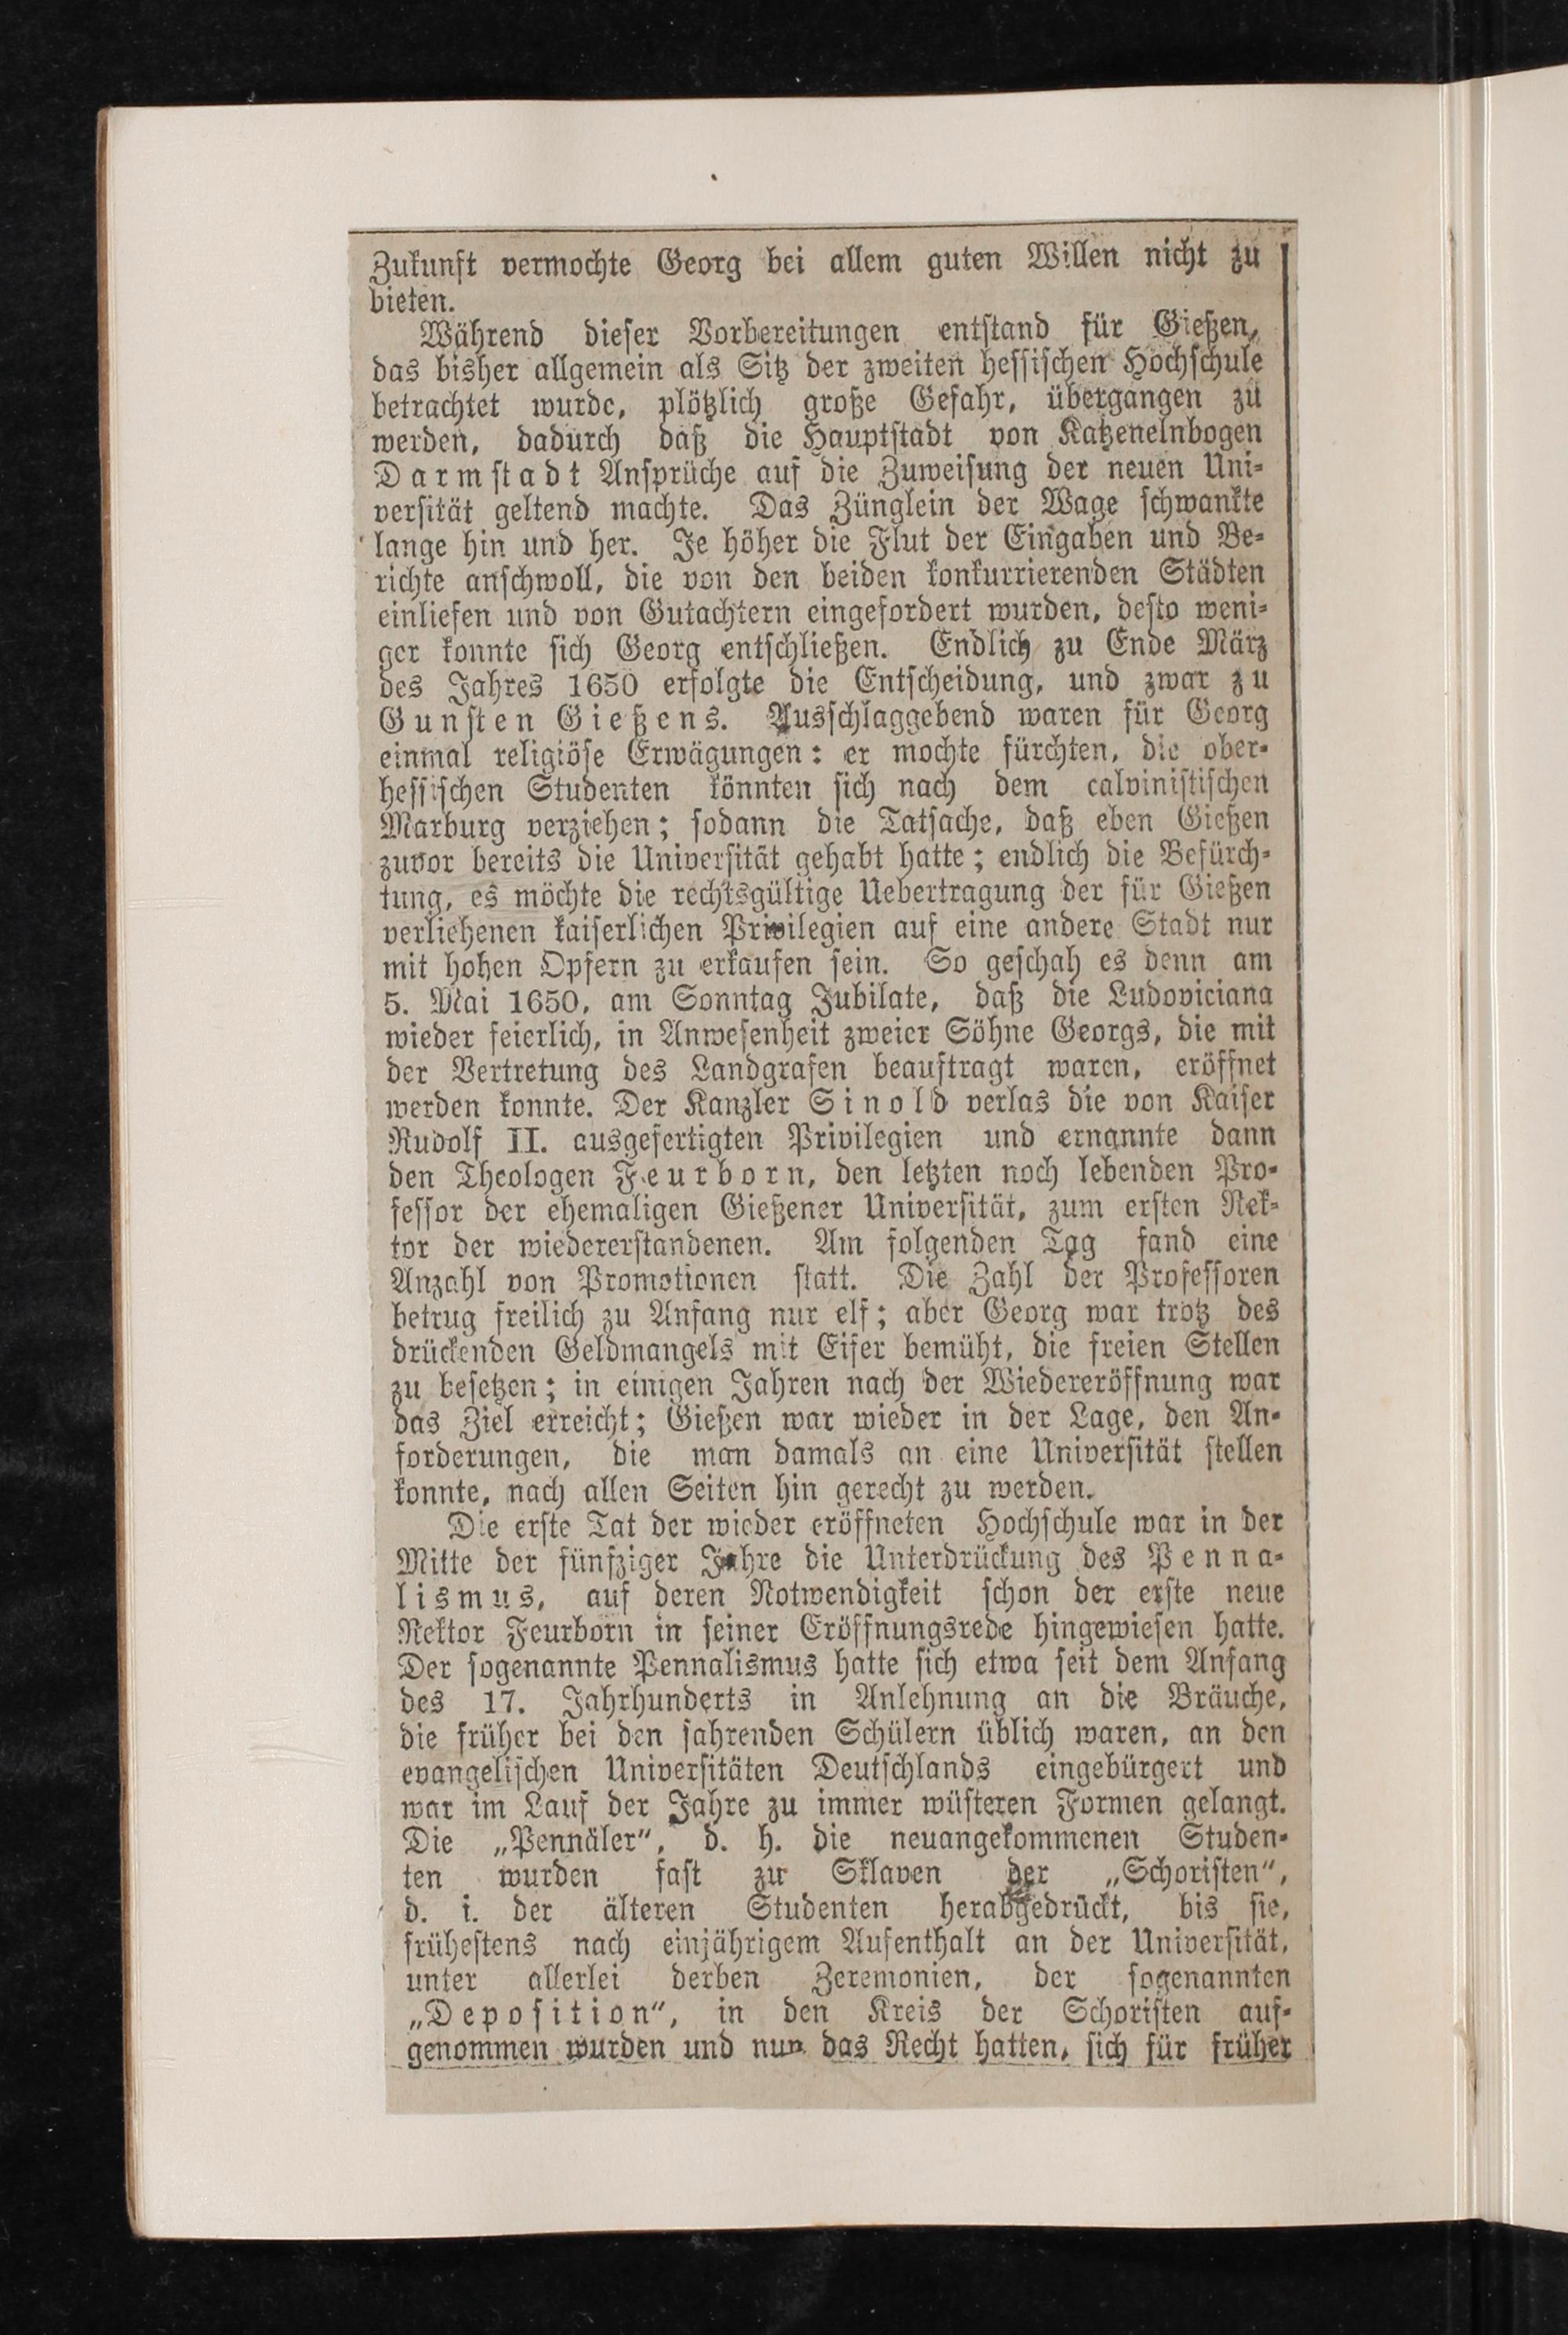 Zukunft vermochte Georg bei allem guten Willen nicht zu
bieten.
Während dieser Vorbereitungen entstand für Gießen,
das bisher allgemein als Sitz der zweiten hessischen Hochschule
betrachtet wurde, plötzlich große Gefahr, übergangen zu
werden, dadurch daß die Hauptstadt von Katzenelnbogen
Darmstadt Ansprüche auf die Zuweisung der neuen Uni-
versität geltend machte. Das Zünglein der Wage schwankte
lange hin und her. Je höher die Flut der Eingaben und Be-
richte anschwoll, die von den beiden konkurrierenden Städten
einliefen und von Gutachtern eingefordert wurden, desto weni-
ger konnte sich Georg entschließen. Endlich zu Ende März
des Jahres 1650 erfolgte die Entscheidung, und zwar zu
Gunsten Gießens. Ausschlaggebend waren für Georg
einmal religiöse Erwägungen: er mochte fürchten, die ober-
hessischen Studenten könnten sich nach dem calvinistischen
Marburg verziehen; sodann die Tatsache, daß eben Gießen
zuvor bereits die Universität gehabt hatte; endlich die Befürch-
tung, es möchte die rechtsgültige Uebertragung der für Gießen
verliehenen kaiserlichen Privilegien auf eine andere Stadt nur
mit hohen Opfern zu erkaufen sein. So geschah es denn am
5. Mai 1650, am Sonntag Jubilate, daß die Ludoviciana
wieder feierlich, in Anwesenheit zweier Söhne Georgs, die mit
der Vertretung des Landgrafen beauftragt waren, eröffnet
werden konnte. Der Kanzler Sinold verlas die von Kaiser
Rudolf II. ausgefertigten Privilegien und ernannte dann
den Theologen Feurborn, den letzten noch lebenden Pro-
fessor der ehemaligen Gießener Universität, zum ersten Rek-
tor der wiedererstandenen. Am folgenden Tag fand eine
Anzahl von Promotionen statt. Die Zahl der Professoren
betrug freilich zu Anfang nur elf; aber Georg war trotz des
drückenden Geldmangels mit Eifer bemüht, die freien Stellen
zu besetzen; in einigen Jahren nach der Wiedereröffnung war
das Ziel erreicht; Gießen war wieder in der Lage, den An-
forderungen, die man damals an eine Universität stellen
konnte, nach allen Seiten hin gerecht zu werden.
Die erste Tat der wieder eröffneten Hochschule war in der
Mitte der fünfziger Jahre die Unterdrückung des Penna-
lismus, auf deren Notwendigkeit schon der erste neue
Rektor Feurborn in seiner Eröffnungsrede hingewiesen hatte.
Der sogenannte Pennalismus hatte sich etwa seit dem Anfang
des 17. Jahrhunderts in Anlehnung an die Bräuche,
die früher bei den fahrenden Schülern üblich waren, an den
evangelischen Universitäten Deutschlands eingebürgert und
war im Lauf der Jahre zu immer wüsteren Formen gelangt.
Die „Pennäler“, d. h. die neuangekommenen Studen-
ten wurden fast zu Sklaven der „Schoristen“,
d. i. der älteren Studenten herabgedrückt, bis sie,
frühestens nach einjährigem Aufenthalt an der Universität,
unter allerlei derben Zeremonien, der sogenannten
„Deposition“, in den Kreis der Schoristen auf-
genommen wurden und nun das Recht hatten, sich für früher